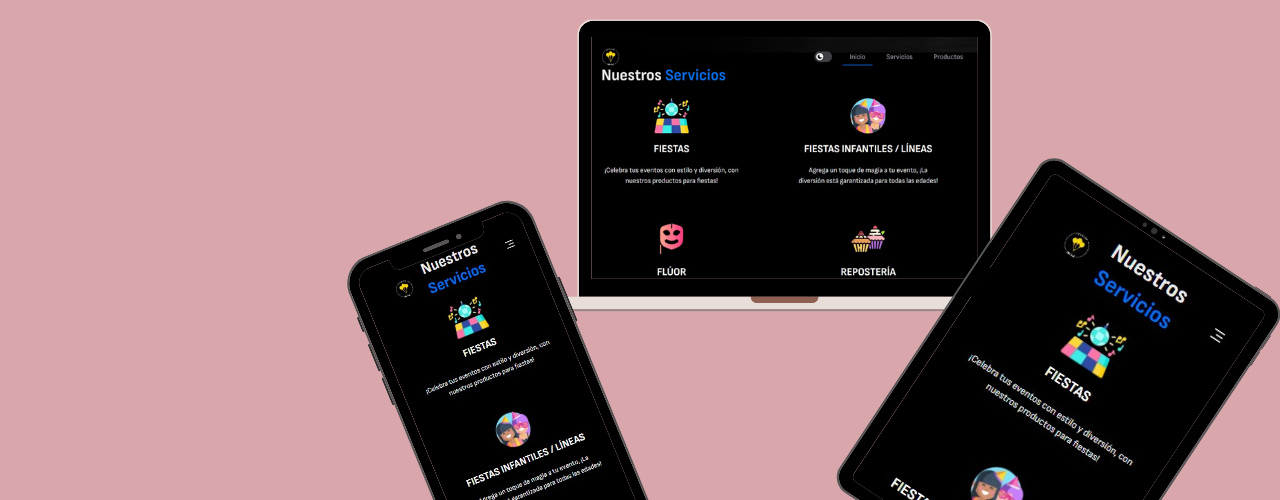 Inicio Servicios Productos
Nuestros Servicios
FIESTAS
¡Celebra tus eventos con estilo y diversión, con
nuestros productos para fiestas!
FIESTAS INFANTILES / LÍNEAS
Agrega un toque de magia a tu evento, ¡La
diversión está garantizada para todas las edades!
FLÚOR
REPOSTERÍA
Nuestros
Servicios
FIESTAS
¡Celebra tus eventos con estilo y diversión, con
nuestros productos para fiestas!
FIESTAS INFANTILES / LÍNEAS
Agrega un toque de magia a tu evento, ¡La
diversión está garantizada para todas las edades!
Nuestros
Servicios
FIESTAS
¡Celebra tus eventos con estilo y diversión, con
nuestros productos para fiestas!